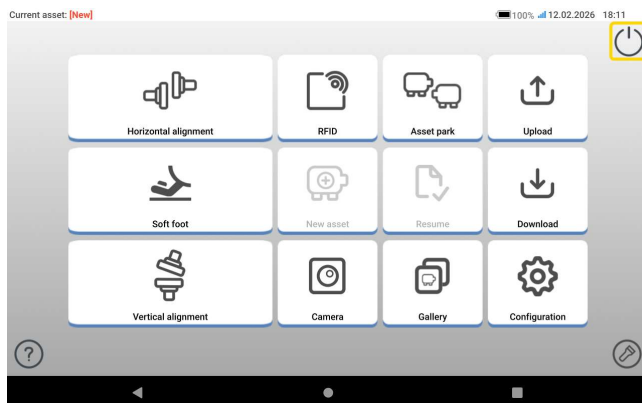 Current asset: [New]
100% 12.02.2026 18:11
Horizontal alignment
RFID
Asset park
Upload
Soft foot
New asset
Resume
Download
Vertical alignment
Camera
Gallery
Configuration
?